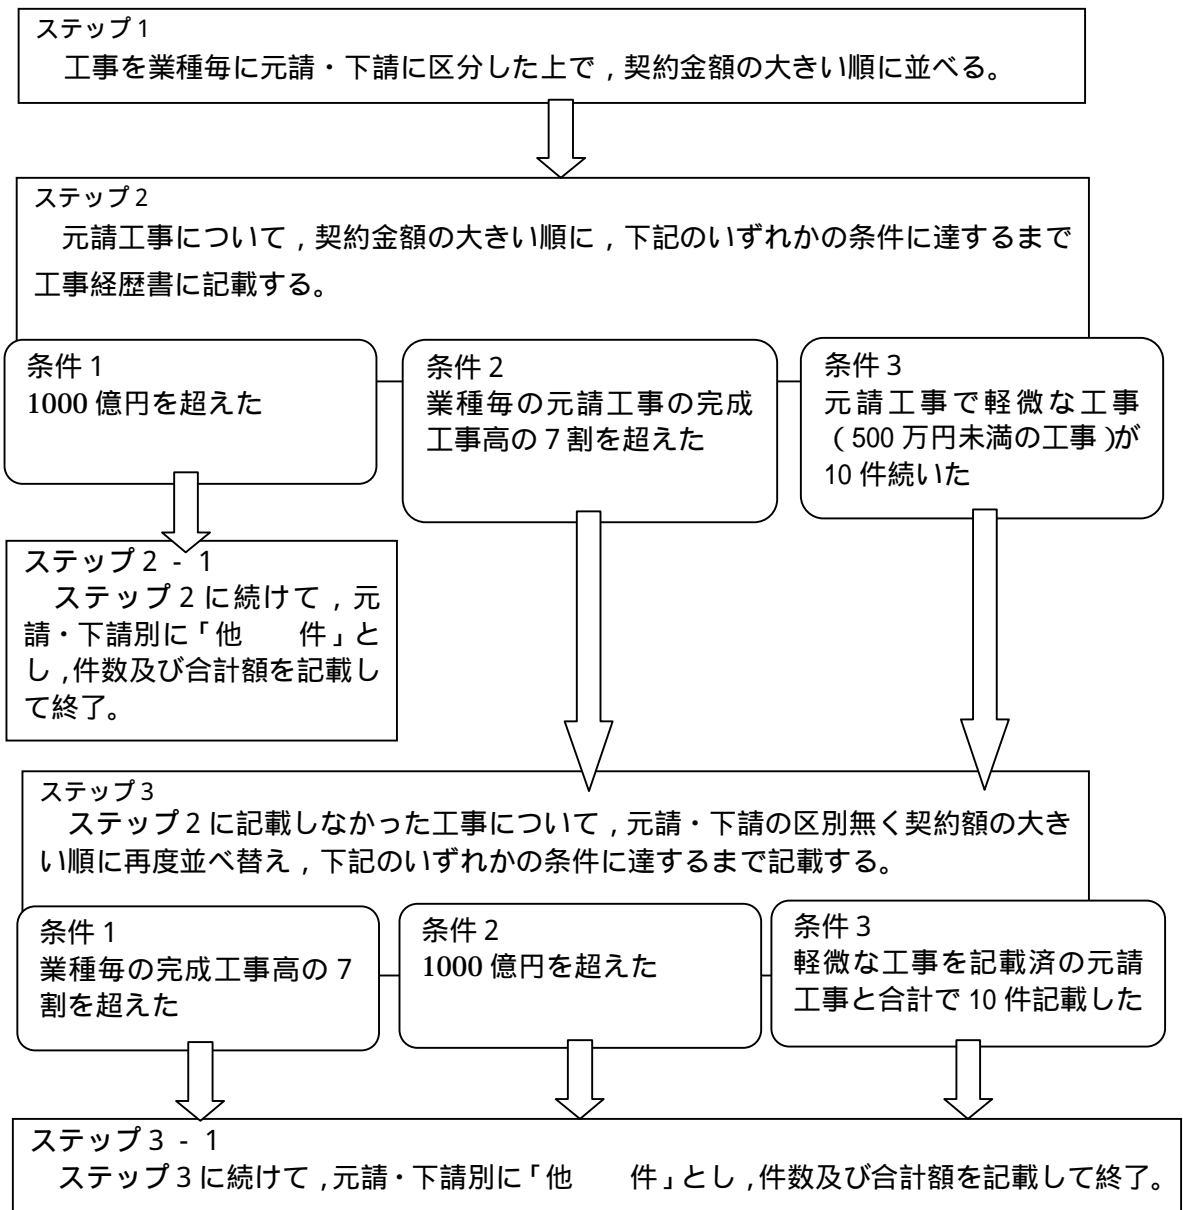 ステップ1
工事を業種毎に元請・下請に区分した上で，契約金額の大きい順に並べる。
ステップ2
元請工事について，契約金額の大きい順に，下記のいずれかの条件に達するまで
工事経歴書に記載する。
条件1
1000億円を超えた
条件2
業種毎の元請工事の完成
工事高の7割を超えた
条件3
元請工事で軽微な工事
（500万円未満の工事）が
10件続いた
ステップ2-1
ステップ2に続けて，元
請・下請別に「他　　件」と
し，件数及び合計額を記載し
て終了。
ステップ3
ステップ2に記載しなかった工事について，元請・下請の区別無く契約額の大き
い順に再度並べ替え，下記のいずれかの条件に達するまで記載する。
条件1
業種毎の完成工事高の7
割を超えた
条件2
1000億円を超えた
条件3
軽微な工事を記載済の元請
工事と合計で10件記載した
ステップ3-1
ステップ3に続けて，元請・下請別に「他　　件」とし，件数及び合計額を記載して終了。